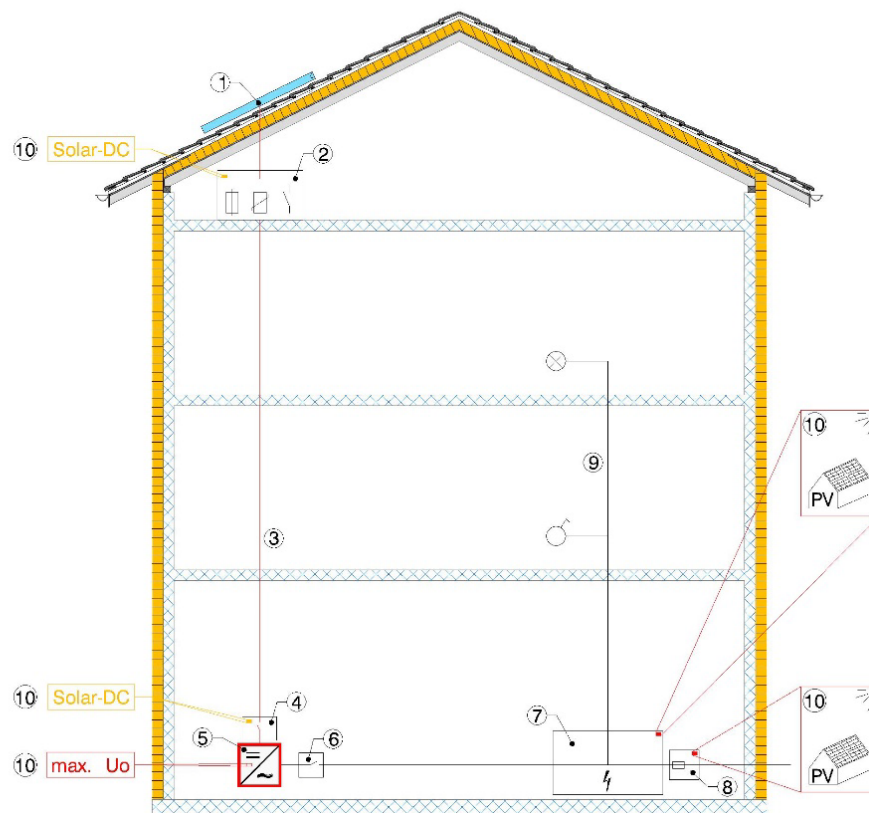 ①
⑩ Solar-DC
②
⑩
PV
⑨
③
⑩ Solar-DC
④
⑩
⑦
⑤
⑥
⑩ max. Uo
PV
⑧